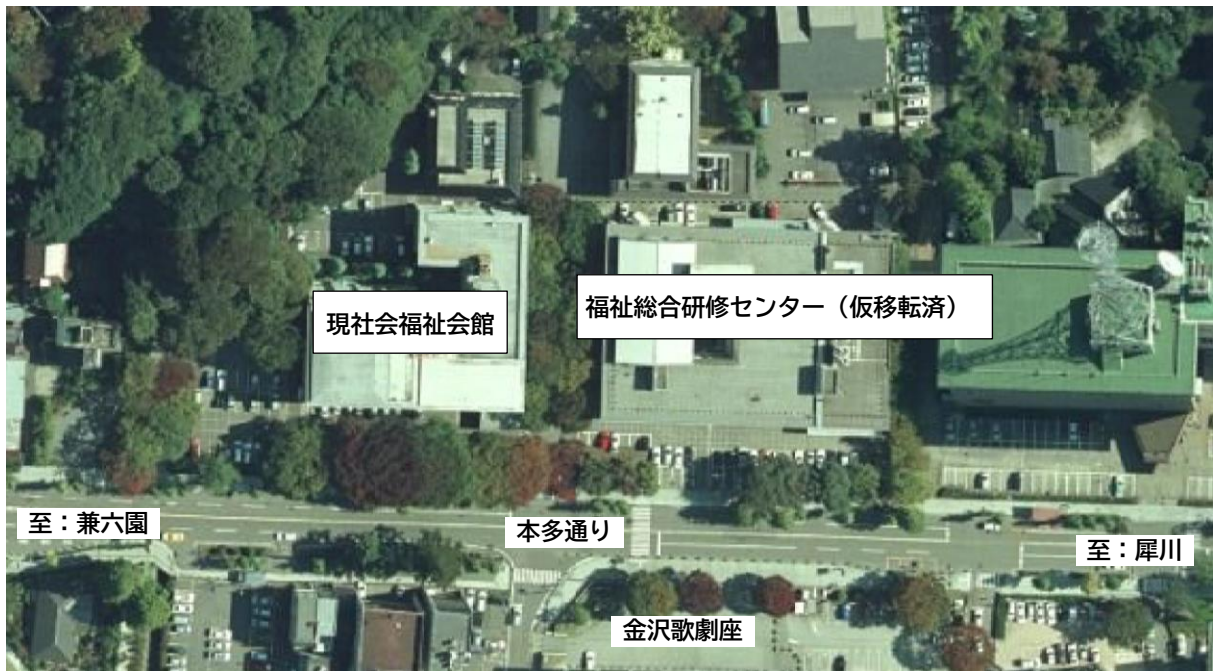 現社会福祉会館
福祉総合研修センター（仮移転済）
至：兼六園
本多通り
至：犀川
金沢歌劇座